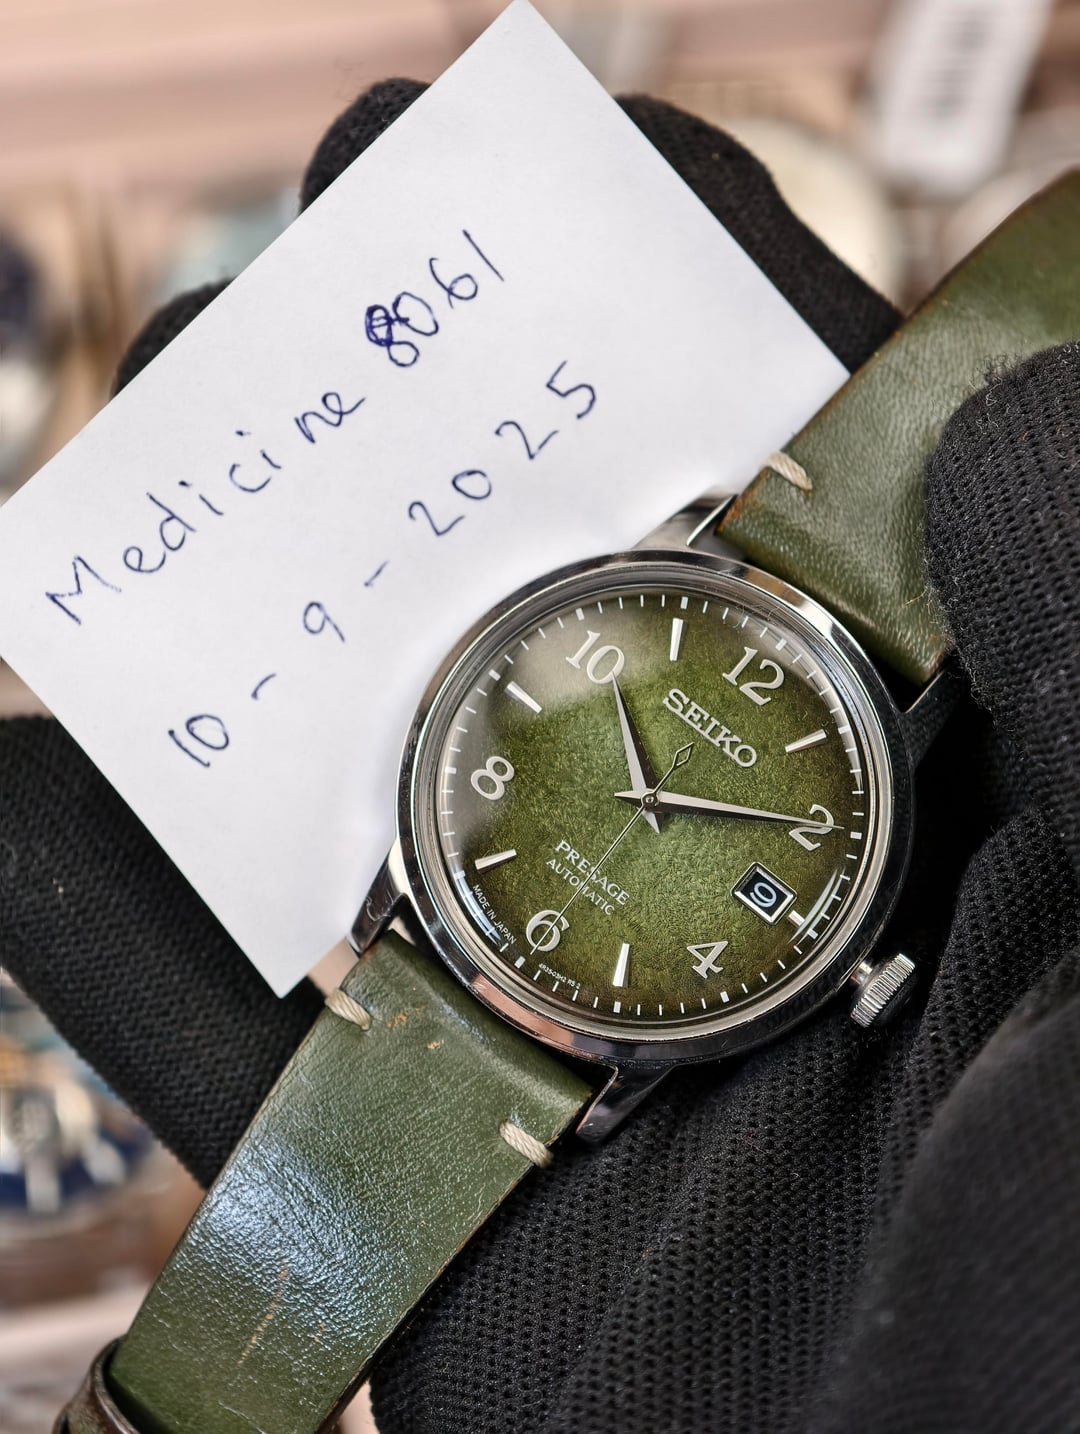 Medicine 8061
10-9-2025
10
12
SEIKO
8
2
PRESAGE
AUTOMATIC
9
6
4
MADE IN JAPAN